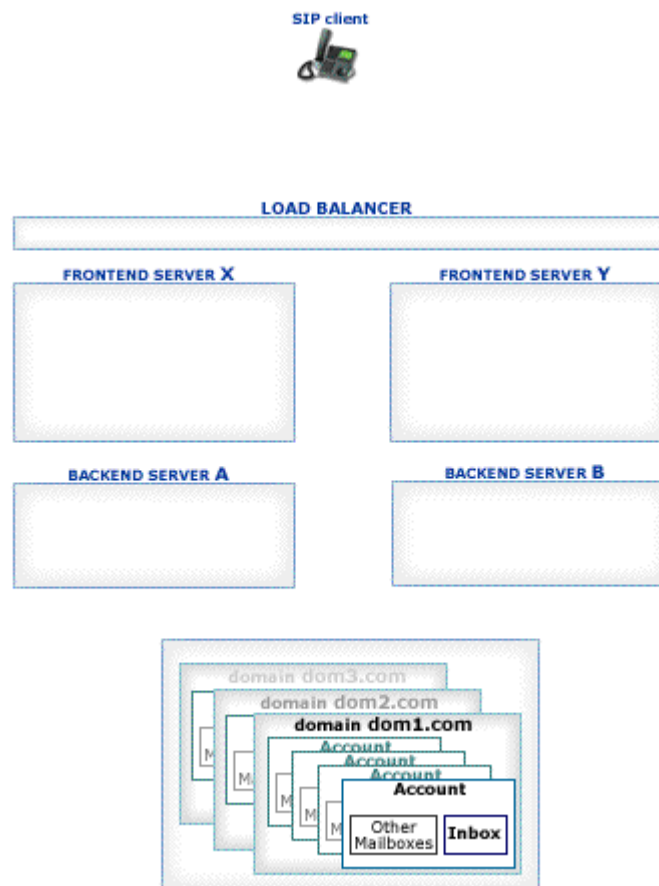 SIP client
LOAD BALANCER
FRONTEND SERVER X
FRONTEND SERVER Y
BACKEND SERVER A
BACKEND SERVER B
domain dom3.com
domain dom2.com
domain dom1.com
Account
Account
Account
Account
Other
Mailboxes
Inbox